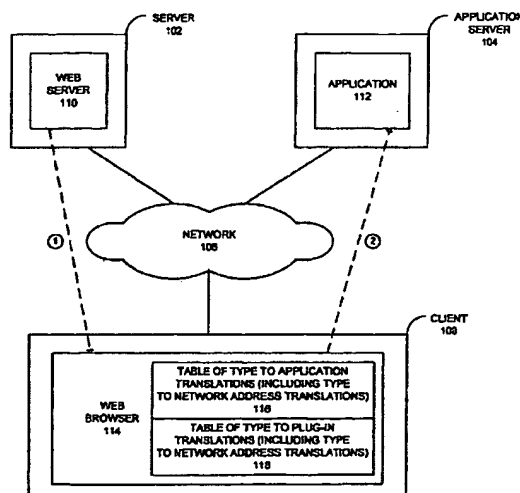 SERVER
102
WEB
SERVER
110
APPLICATION
SERVER
104
APPLICATION
112
①
NETWORK
106
②
CLIENT
108
WEB
BROWSER
114
TABLE OF TYPE TO APPLICATION
TRANSLATIONS (INCLUDING TYPE
TO NETWORK ADDRESS TRANSLATIONS)
116
TABLE OF TYPE TO PLUG-IN
TRANSLATIONS (INCLUDING TYPE
TO NETWORK ADDRESS TRANSLATIONS)
118